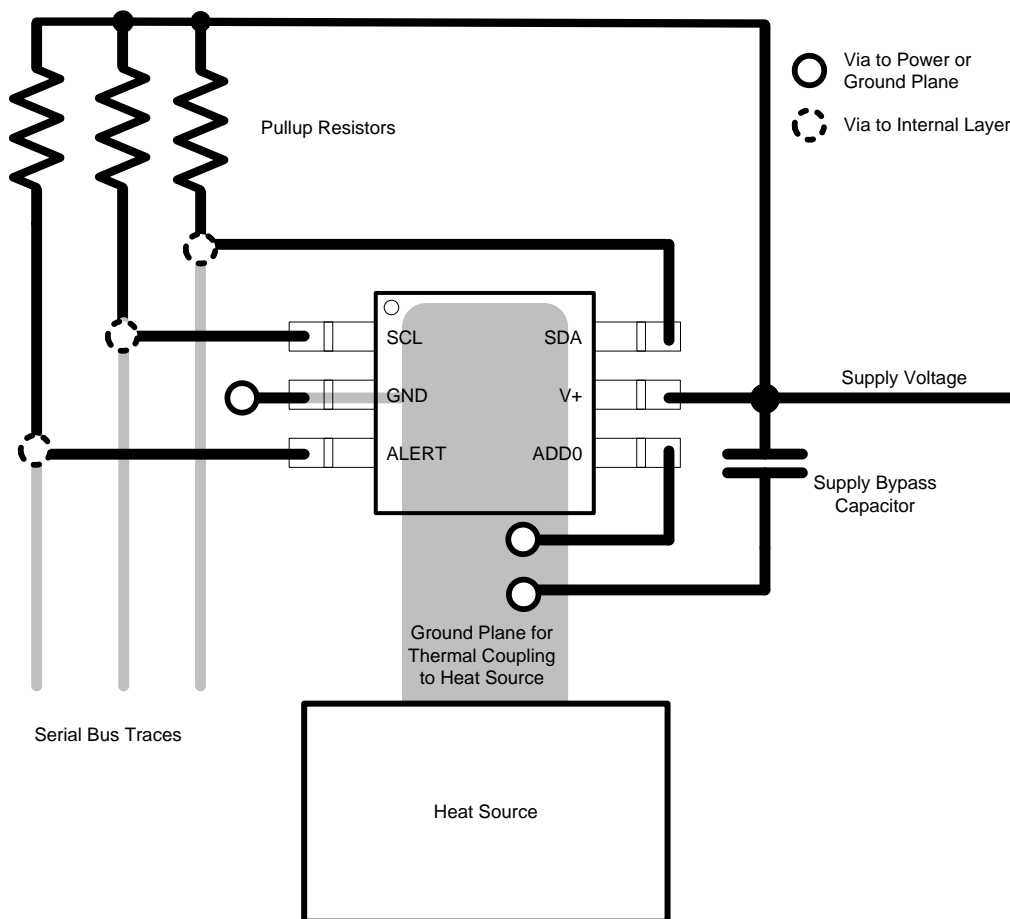 Via to Power or
Ground Plane
Via to Internal Layer
Pullup Resistors
SCL
SDA
GND
V+
ALERT
ADD0
Supply Voltage
Supply Bypass
Capacitor
Ground Plane for
Thermal Coupling
to Heat Source
Serial Bus Traces
Heat Source